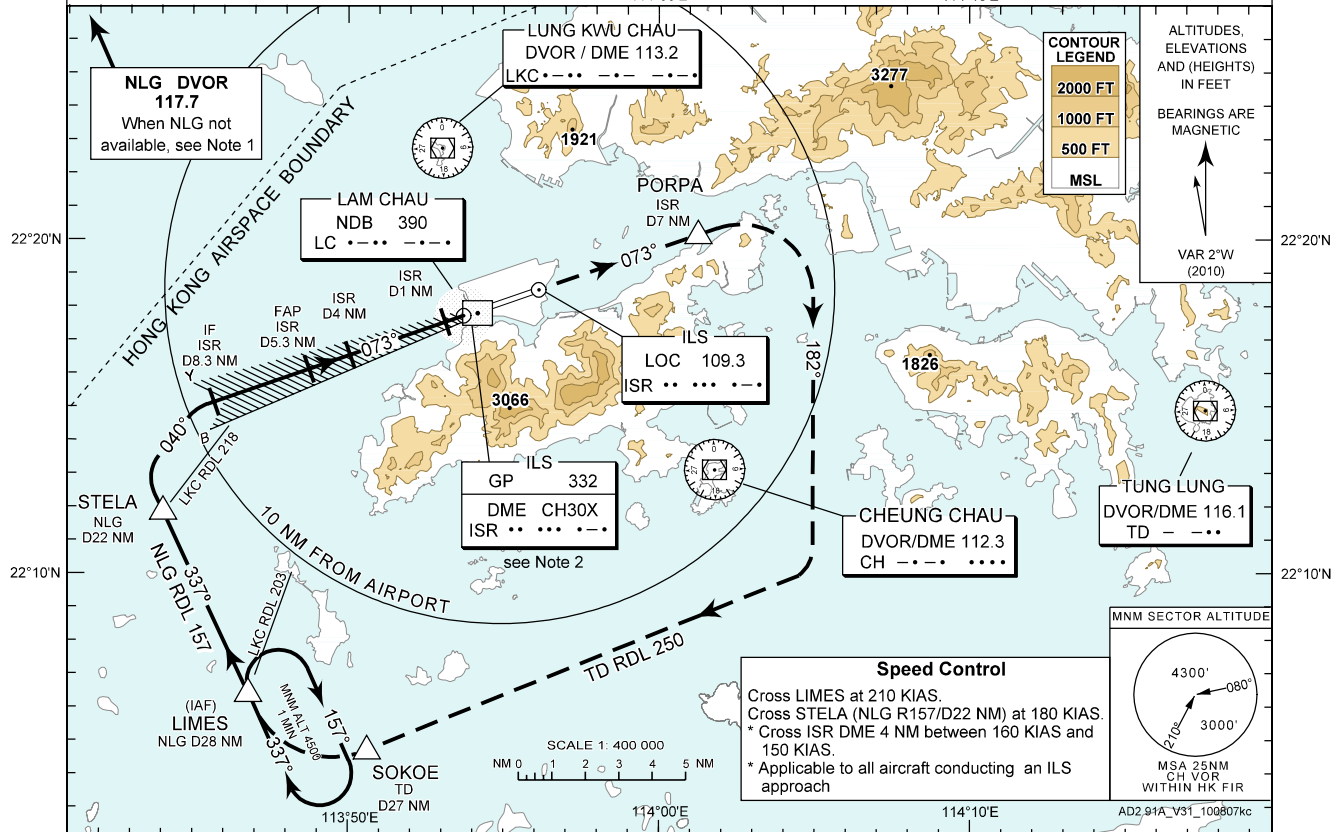 NLG DVOR
117.7
When NLG not
available, see Note 1
HONG KONG AIRSPACE BOUNDARY
LUNG KWU CHAU
DVOR / DME 113.2
LKC
1921
3277
CONTOUR
LEGEND
2000 FT
1000 FT
500 FT
MSL
ALTITUDES,
ELEVATIONS
AND (HEIGHTS)
IN FEET
BEARINGS ARE
MAGNETIC
VAR 2°W
(2010)
LAM CHAU
NDB 390
LC
PORPA
ISR
D7 NM
22°20'N
22°20'N
073°
ISR
D1 NM
ISR
D4 NM
FAP
ISR
D5.3 NM
IF
ISR
D8.3 NM
Y
073°
B
ILS
LOC 109.3
ISR
182°
1826
3066
040°
LKC RDL 218
STELA
NLG
D22 NM
ILS
GP 332
DME CH30X
ISR
see Note 2
0
9
18
27
CHEUNG CHAU
DVOR/DME 112.3
CH
TUNG LUNG
DVOR/DME 116.1
TD
10 NM FROM AIRPORT
22°10'N
22°10'N
337°
NLG RDL 157
LKC RDL 203
TD RDL 250
(IAF)
LIMES
NLG D28 NM
MNM ALT 4500
1 MIN
157°
337°
SOKOE
TD
D27 NM
SCALE 1: 400 000
NM 0 1 2 3 4 5 NM
Speed Control
Cross LIMES at 210 KIAS.
Cross STELA (NLG R157/D22 NM) at 180 KIAS.
* Cross ISR DME 4 NM between 160 KIAS and
150 KIAS.
* Applicable to all aircraft conducting an ILS
approach
MNM SECTOR ALTITUDE
4300'
080°
3000'
210°
MSA 25NM
CH VOR
WITHIN HK FIR
113°50'E
114°00'E
114°10'E
AD2.91A_V31_100807kc